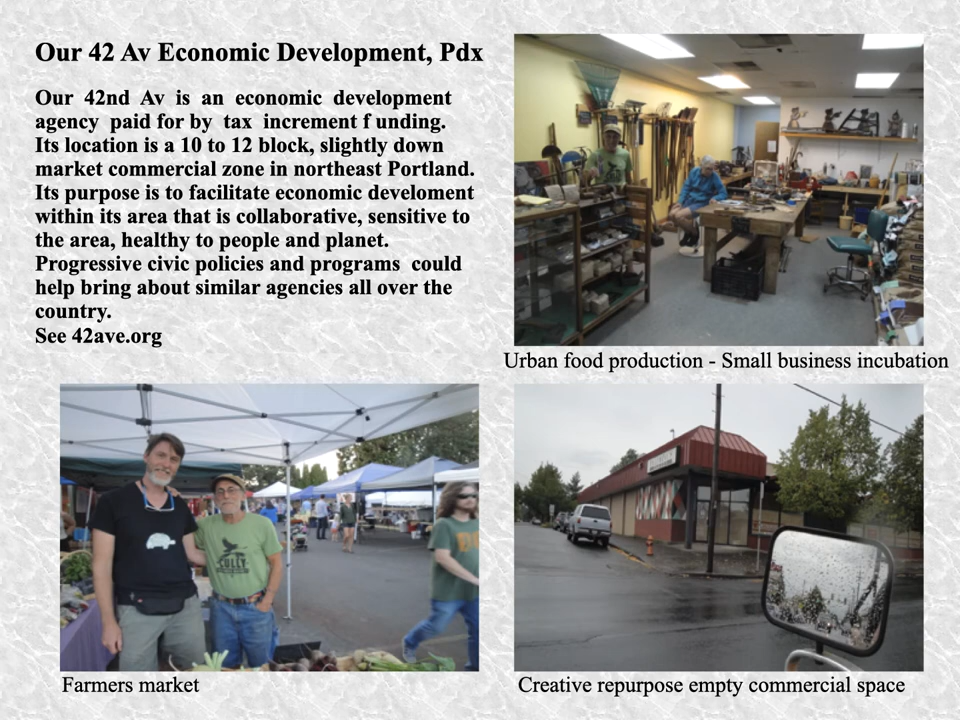 Our 42 Av Economic Development, Pdx
Our 42nd Av is an economic development
agency paid for by tax increment f unding.
Its location is a 10 to 12 block, slightly down
market commercial zone in northeast Portland.
Its purpose is to facilitate economic develoment
within its area that is collaborative, sensitive to
the area, healthy to people and planet.
Progressive civic policies and programs could
help bring about similar agencies all over the
country.
See 42ave.org
Urban food production - Small business incubation
CULLY
Farmers market
Creative repurpose empty commercial space